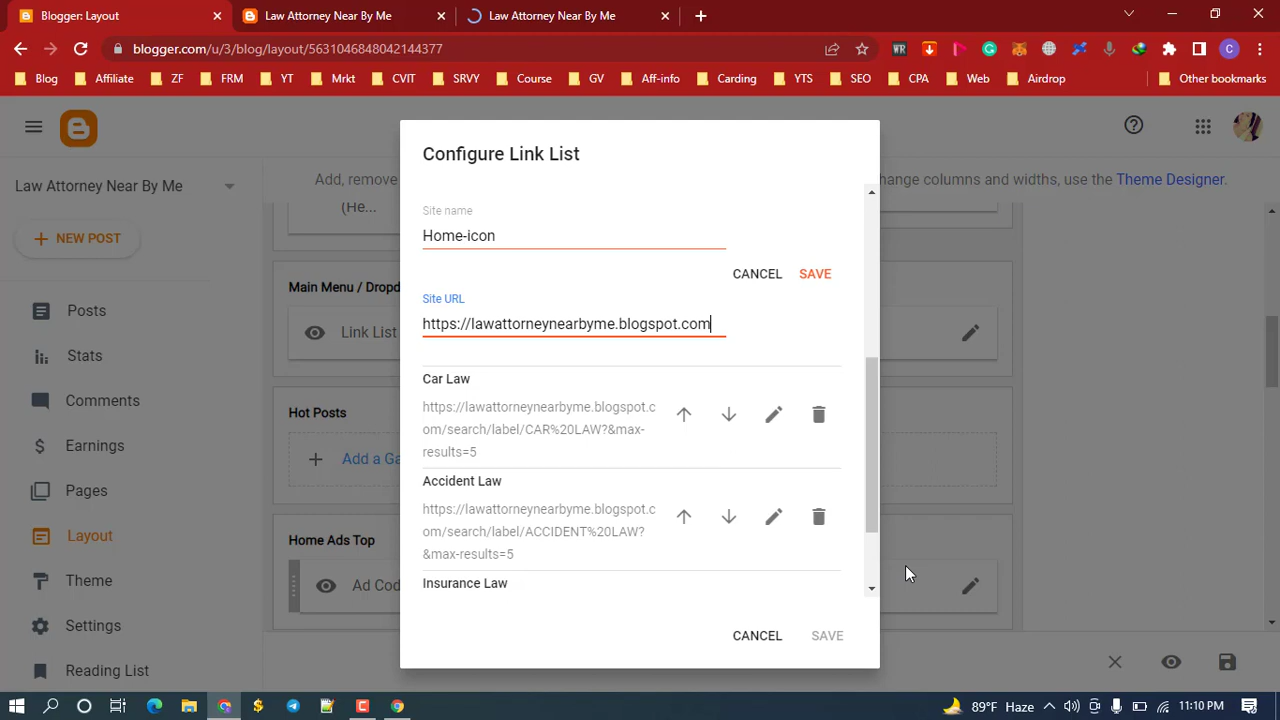 Blogger: Layout
Law Attorney Near By Me
Law Attorney Near By Me
blogger.com/u/3/blog/layout/5631046848042144377
Blog
Affiliate
ZF
FRM
YT
Mrkt
CVIT
SRVY
Course
GV
Aff-info
Carding
YTS
SEO
CPA
Web
Airdrop
Other bookmarks
Law Attorney Near By Me
NEW POST
Posts
Stats
Comments
Earnings
Pages
Layout
Theme
Settings
Reading List
Add, remove
hange columns and widths, use the Theme Designer.
(He...
Main Menu / Dropd
Link List
Hot Posts
Add a Ga
Home Ads Top
Ad Cod
Configure Link List
Site name
Home-icon
CANCEL SAVE
Site URL
https://lawattorneynearbyme.blogspot.com
Car Law
https://lawattorneynearbyme.blogspot.c
om/search/label/CAR%20LAW?&max-
results=5
Accident Law
https://lawattorneynearbyme.blogspot.c
om/search/label/ACCIDENT%20LAW?
&max-results=5
Insurance Law
CANCEL SAVE
89°F Haze
11:10 PM